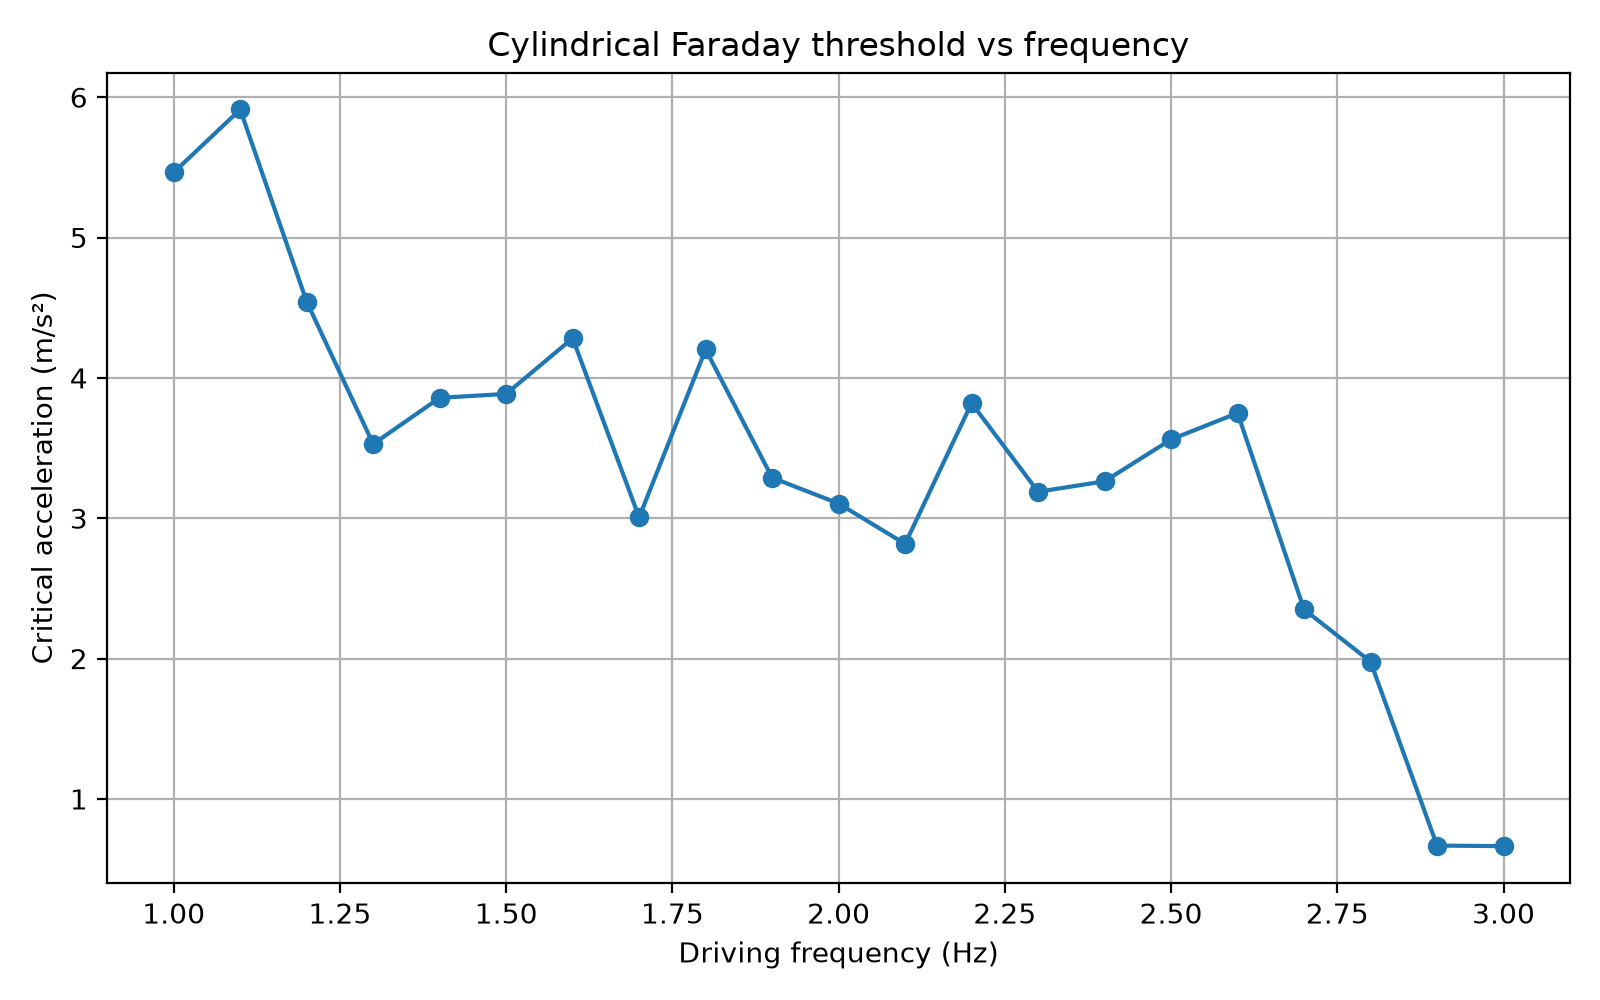 Cylindrical Faraday threshold vs frequency
Critical acceleration (m/s²)
6
5
4
3
2
1
1.00 1.25 1.50 1.75 2.00 2.25 2.50 2.75 3.00
Driving frequency (Hz)